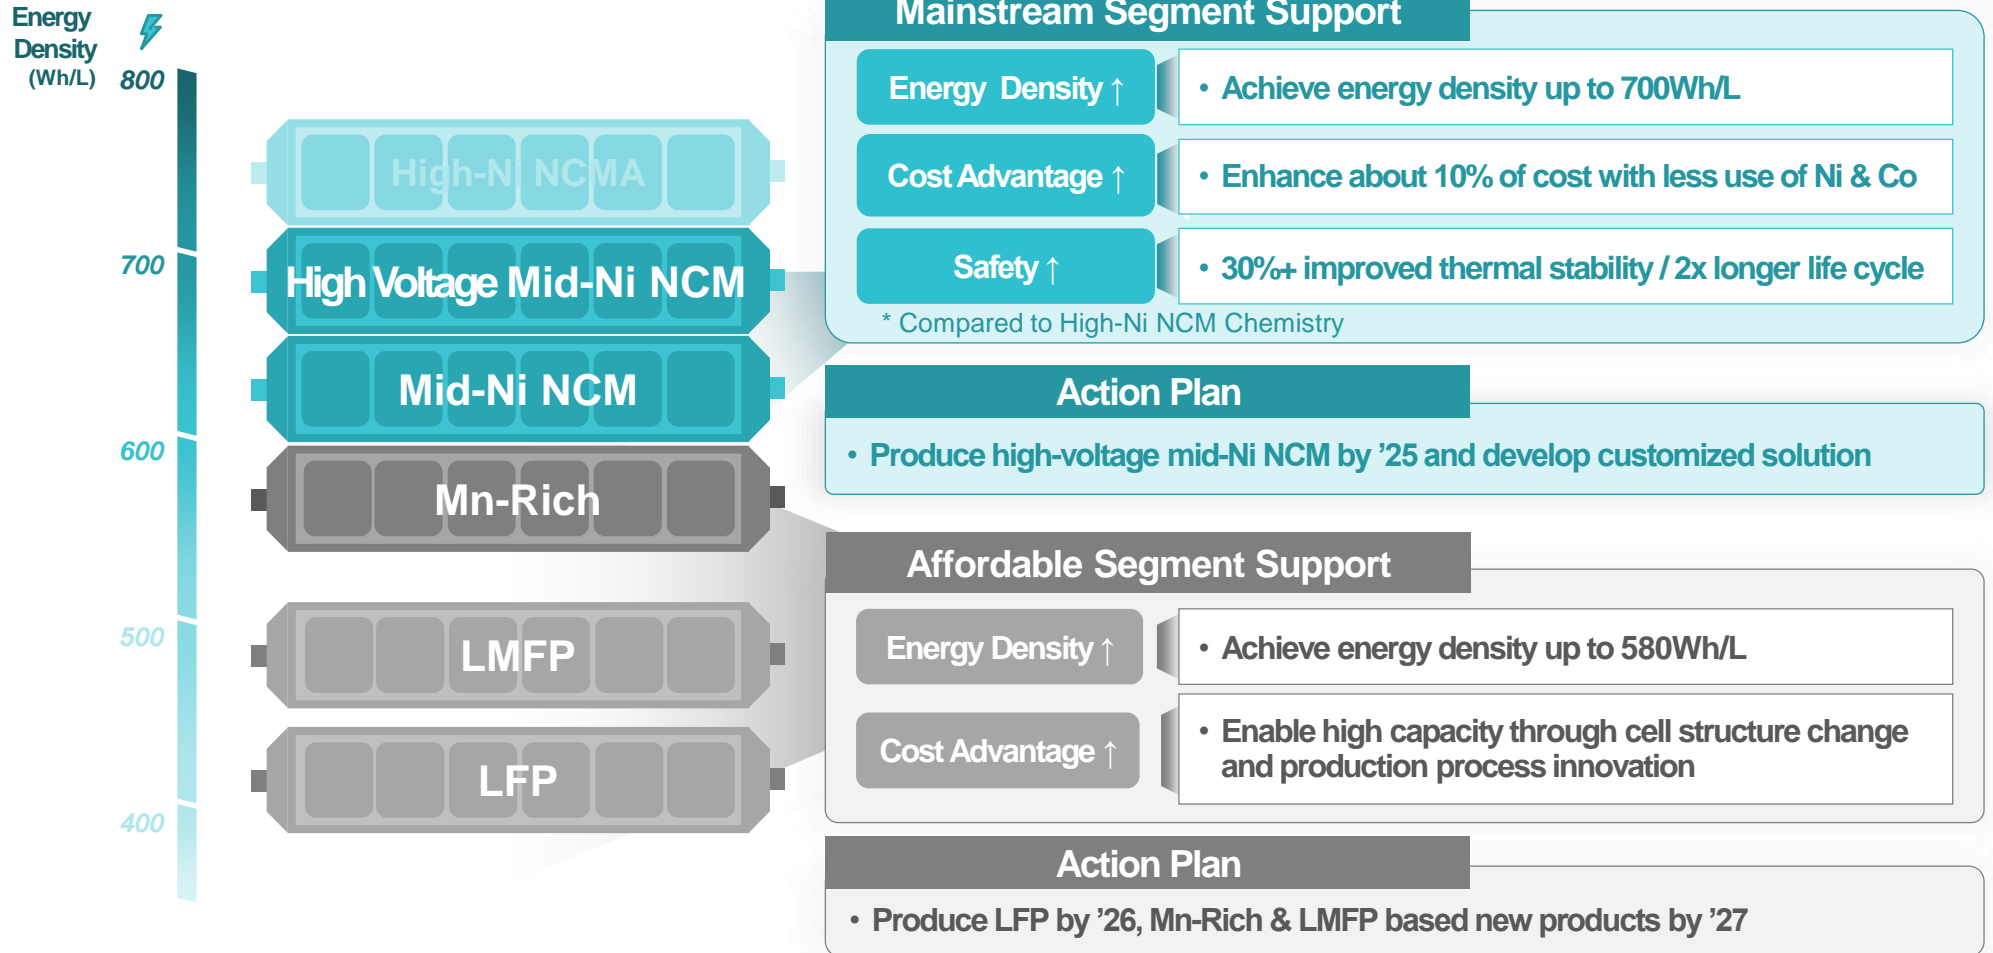 Energy
Density
(Wh/L)
800
700
600
500
400
High-Ni NCMA
High Voltage Mid-Ni NCM
Mid-Ni NCM
Mn-Rich
LMFP
LFP
Mainstream Segment Support
Energy Density ↑
• Achieve energy density up to 700Wh/L
Cost Advantage ↑
• Enhance about 10% of cost with less use of Ni & Co
Safety ↑
• 30%+ improved thermal stability / 2x longer life cycle
* Compared to High-Ni NCM Chemistry
Action Plan
• Produce high-voltage mid-Ni NCM by ’25 and develop customized solution
Affordable Segment Support
Energy Density ↑
• Achieve energy density up to 580Wh/L
Cost Advantage ↑
• Enable high capacity through cell structure change
and production process innovation
Action Plan
• Produce LFP by ’26, Mn-Rich & LMFP based new products by ’27